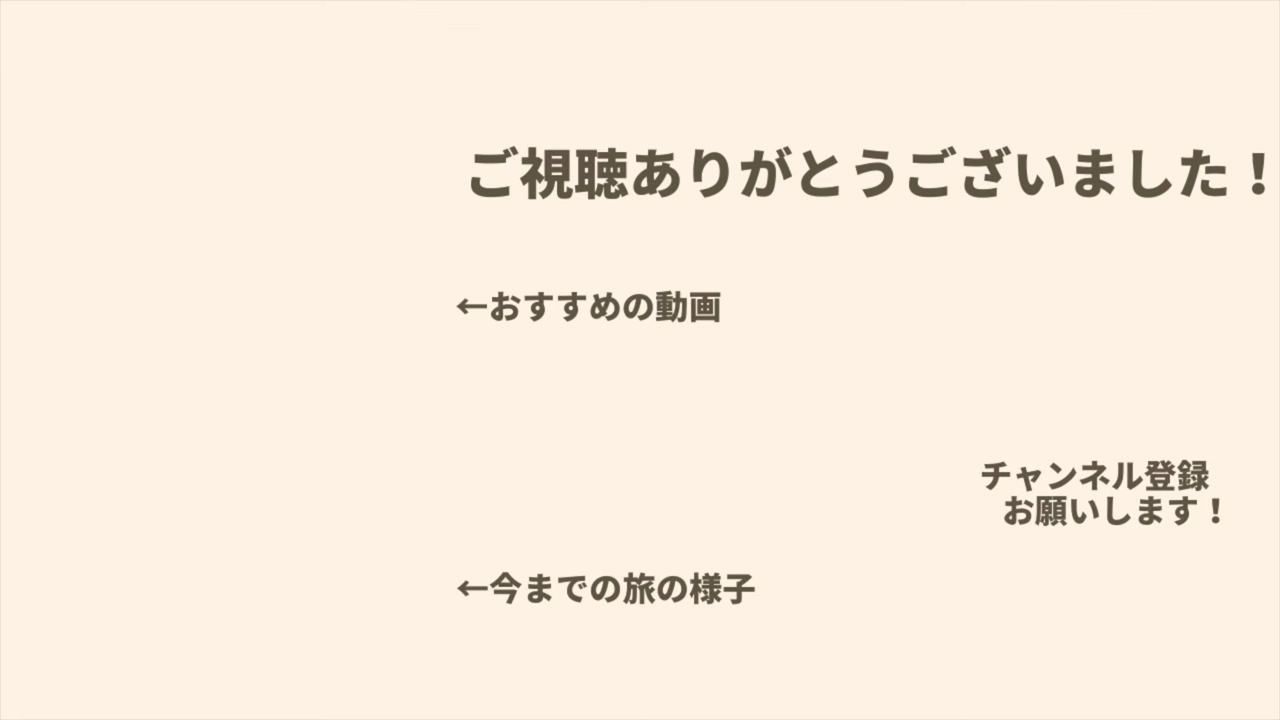 ご視聴ありがとうございました！
←おすすめの動画
チャンネル登録
お願いします！
←今までの旅の様子